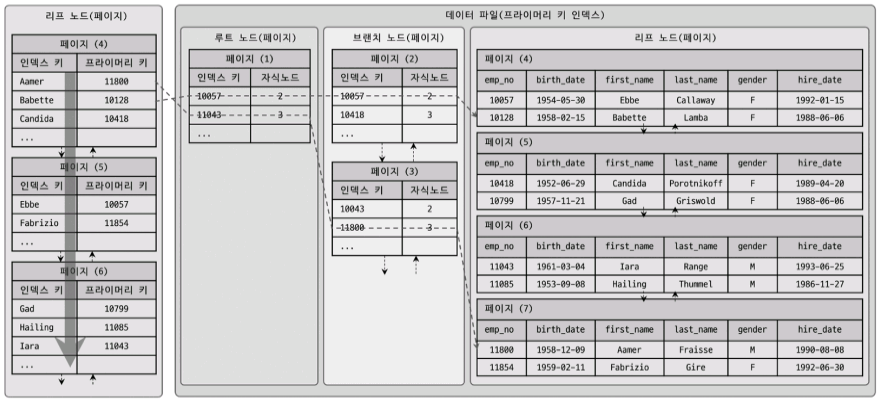 리프 노드(페이지)
페이지 (4)
인덱스 키 프라이머리 키
Aamer 11800
Babette 10128
Candida 10418
...
페이지 (5)
인덱스 키 프라이머리 키
Ebbe 10057
Fabrizio 11854
...
페이지 (6)
인덱스 키 프라이머리 키
Gad 10799
Hailing 11085
Iara 11043
...
데이터 파일(프라이머리 키 인덱스)
루트 노드(페이지)
페이지 (1)
인덱스 키 자식노드
10057 2
11043 3
...
브랜치 노드(페이지)
페이지 (2)
인덱스 키 자식노드
10057 2
10418 3
...
페이지 (3)
인덱스 키 자식노드
10043 2
11800 3
...
리프 노드(페이지)
페이지 (4)
emp_no birth_date first_name last_name gender hire_date
10057 1954-05-30 Ebbe Callaway F 1992-01-15
10128 1958-02-15 Babette Lamba F 1988-06-06
페이지 (5)
emp_no birth_date first_name last_name gender hire_date
10418 1952-06-29 Candida Porotnikoff F 1989-04-20
10799 1957-11-21 Gad Griswold F 1988-06-06
페이지 (6)
emp_no birth_date first_name last_name gender hire_date
11043 1961-03-04 Iara Range M 1993-06-25
11085 1953-09-08 Hailing Thummel M 1986-11-27
페이지 (7)
emp_no birth_date first_name last_name gender hire_date
11800 1958-12-09 Aamer Fraisse M 1990-08-08
11854 1959-02-11 Fabrizio Gire F 1992-06-30